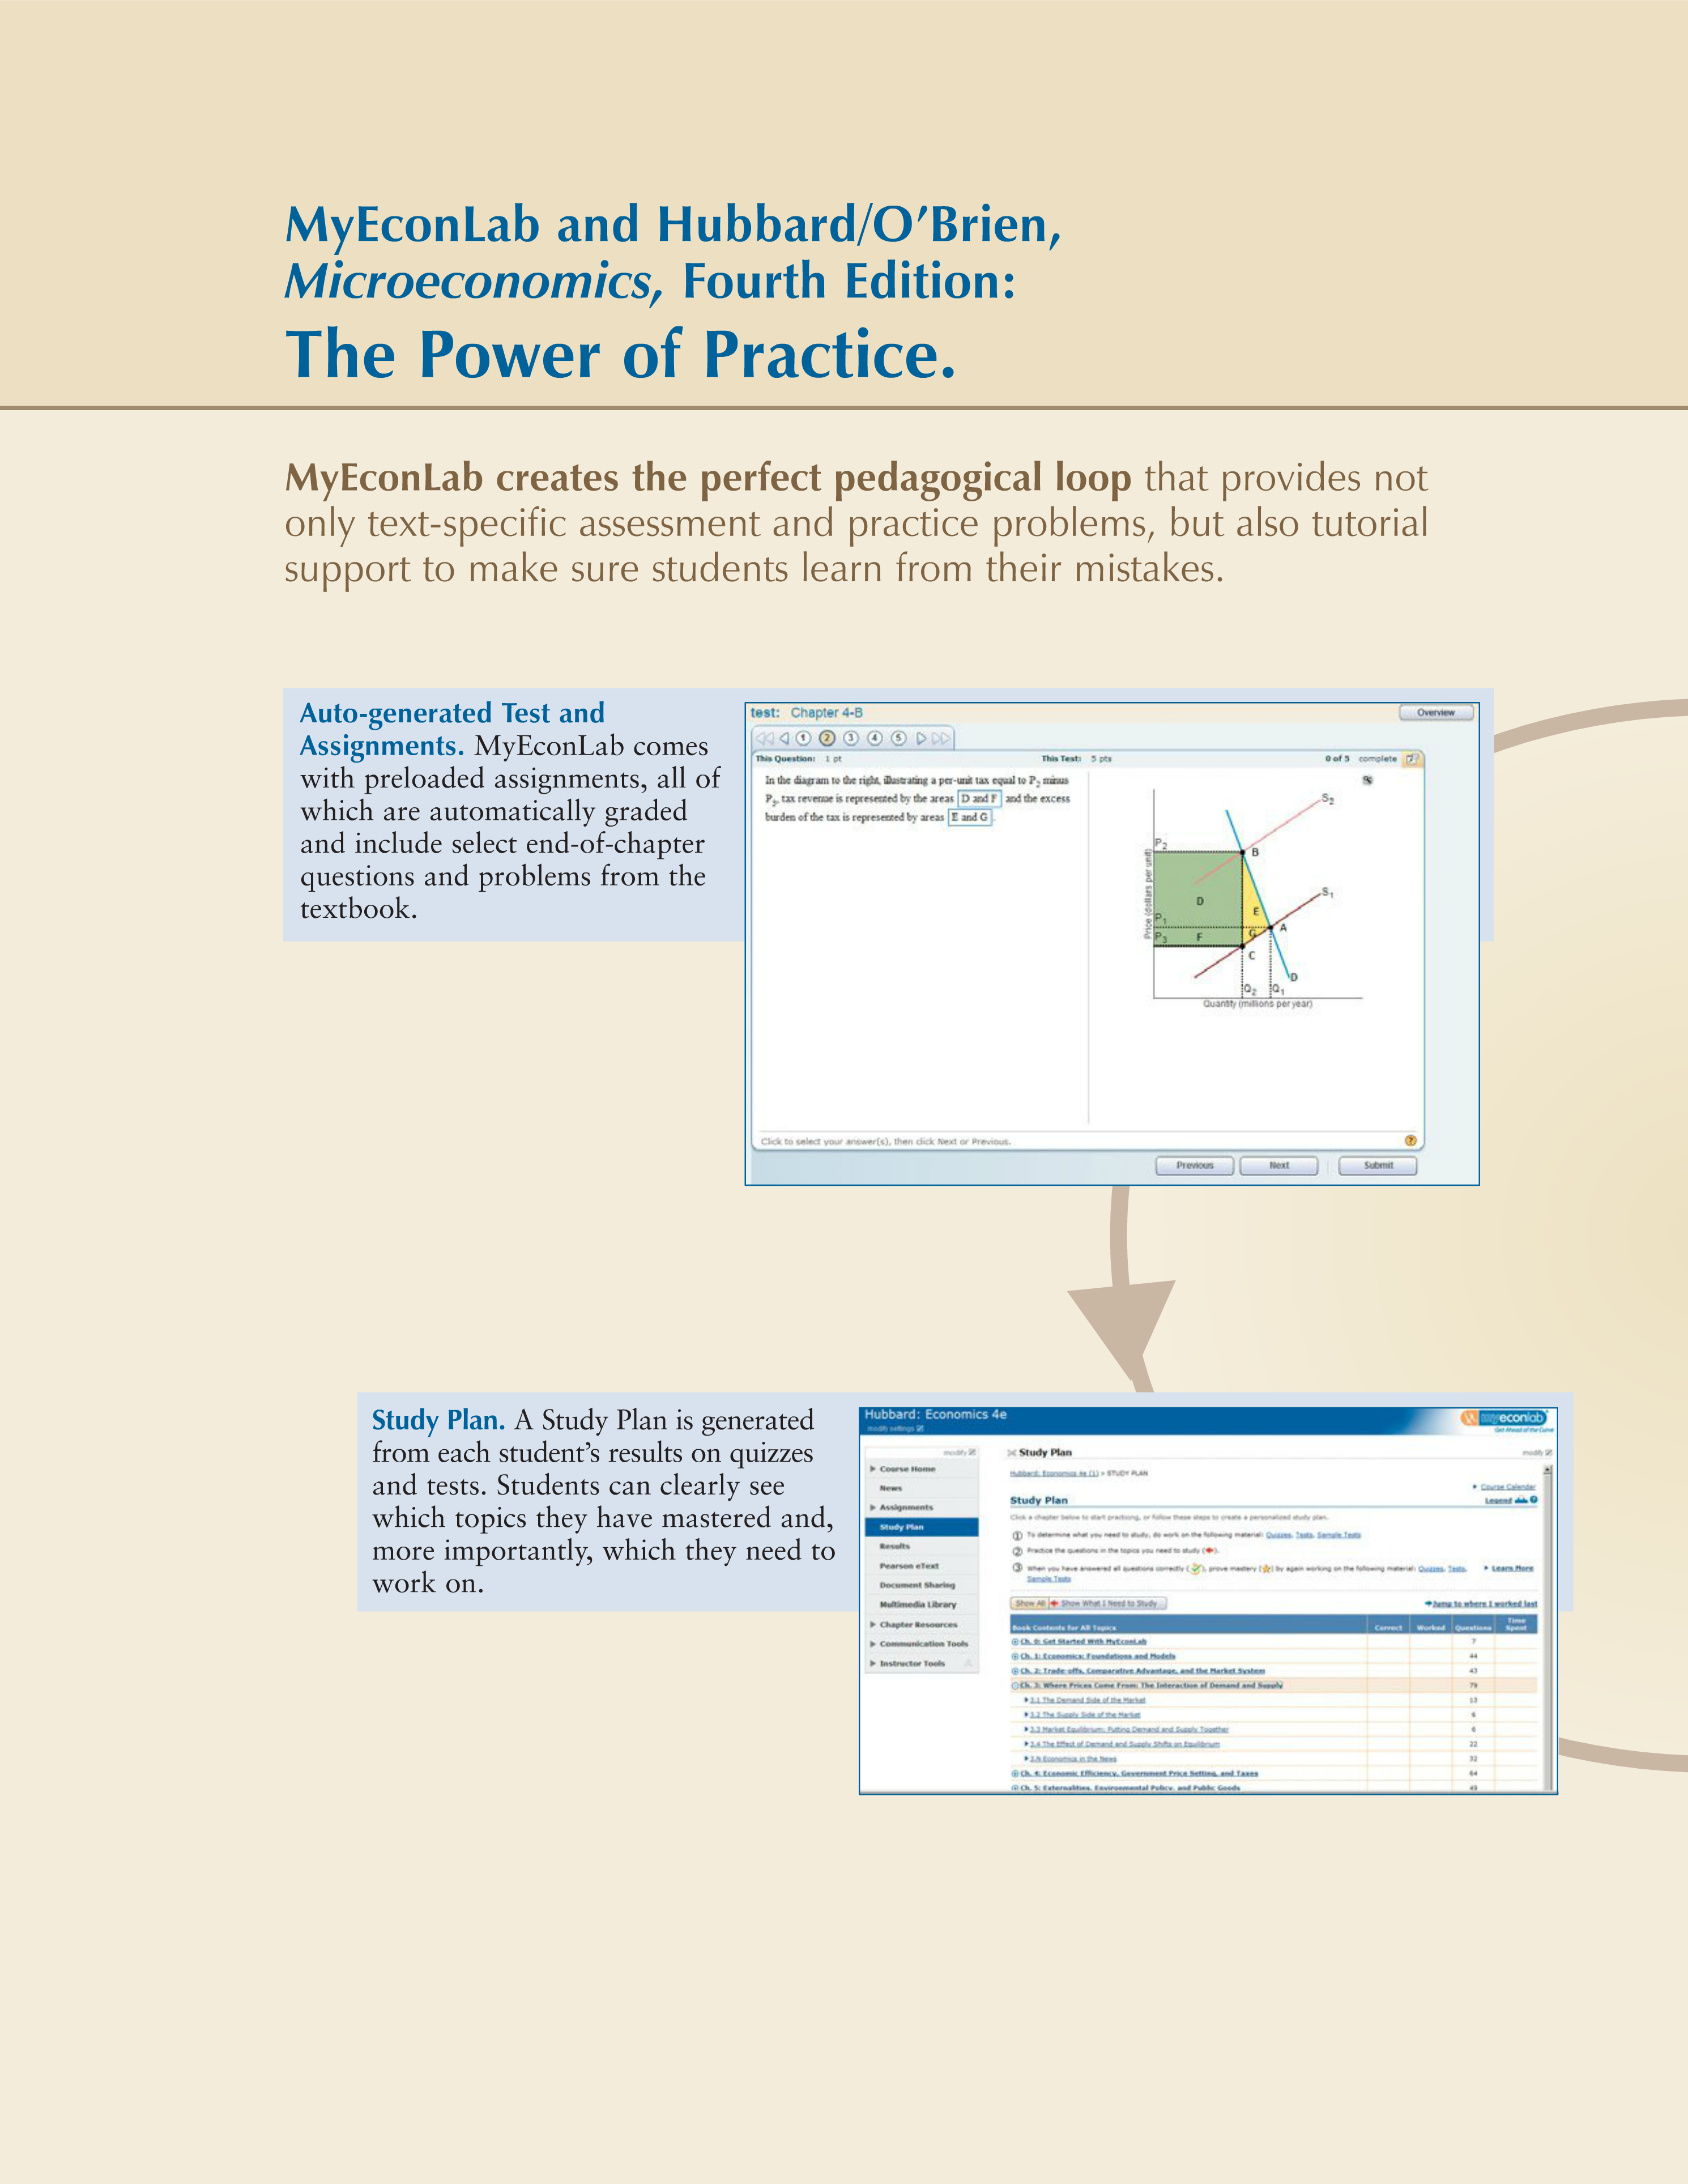 MyEconLab and Hubbard/O’Brien,
Microeconomics, Fourth Edition:
The Power of Practice.
MyEconLab creates the perfect pedagogical loop that provides not
only text-specific assessment and practice problems, but also tutorial
support to make sure students learn from their mistakes.
Auto-generated Test and
Assignments. MyEconLab comes
with preloaded assignments, all of
which are automatically graded
and include select end-of-chapter
questions and problems from the
textbook.
test: Chapter 4-B
Overview
1 2 3 4 5
This Question: 1 pt
This Test: 5 pts
0 of 5 complete
In the diagram to the right, illustrating a per-unit tax equal to P2 minus
P3, tax revenue is represented by the areas D and F and the excess
burden of the tax is represented by areas E and G.
S2
P2
B
Price (dollars per unit)
D
S1
E
P1
A
G
P3
F
C
D
Q2
Q1
Quantity (millions per year)
Click to select your answer(s), then click Next or Previous.
Previous
Next
Submit
Study Plan. A Study Plan is generated
from each student’s results on quizzes
and tests. Students can clearly see
which topics they have mastered and,
more importantly, which they need to
work on.
Hubbard: Economics 4e
modify settings
myeconlab
Get Ahead of the Curve
modify
Course Home
News
Assignments
Study Plan
Results
Pearson eText
Document Sharing
Multimedia Library
Chapter Resources
Communication Tools
Instructor Tools
Study Plan
modify
Hubbard: Economics 4e (1) > STUDY PLAN
Course Calendar
Study Plan
Legend
Click a chapter below to start practicing, or follow these steps to create a personalized study plan.
1 To determine what you need to study, do work on the following material: Quizzes, Tests, Sample Tests
2 Practice the questions in the topics you need to study ( ).
3 When you have answered all questions correctly ( ), prove mastery ( ) by again working on the following material: Quizzes, Tests,
Sample Tests
Learn More
Show All
Show What I Need to Study
Jump to where I worked last
Book Contents for All Topics Correct Worked Questions Time Spent
Ch. 0: Get Started With MyEconLab 7
Ch. 1: Economics: Foundations and Models 44
Ch. 2: Trade-offs, Comparative Advantage, and the Market System 43
Ch. 3: Where Prices Come From: The Interaction of Demand and Supply 79
3.1 The Demand Side of the Market 13
3.2 The Supply Side of the Market 6
3.3 Market Equilibrium: Putting Demand and Supply Together 6
3.4 The Effect of Demand and Supply Shifts on Equilibrium 22
3.N Economics in the News 32
Ch. 4: Economic Efficiency, Government Price Setting, and Taxes 64
Ch. 5: Externalities, Environmental Policy, and Public Goods 49